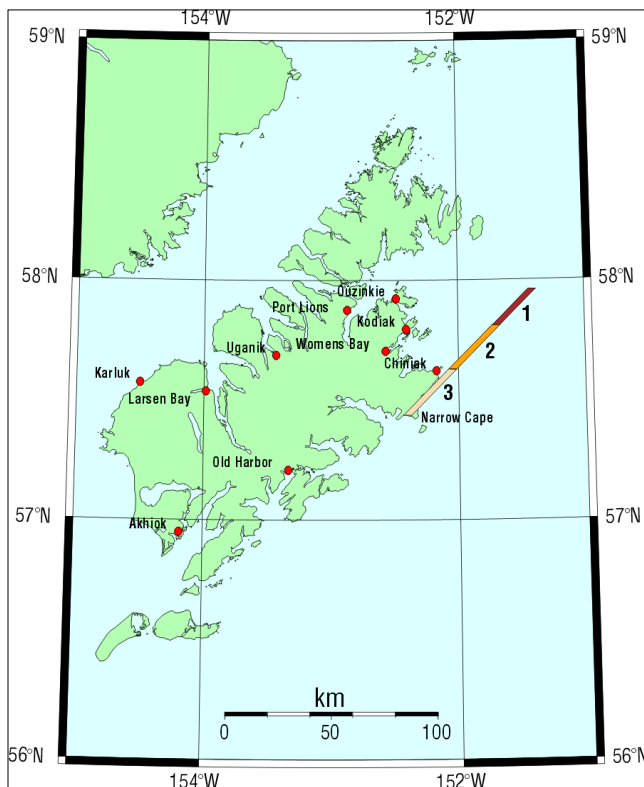 154°W 152°W
59°N 59°N
58°N 58°N
Ouzinkie
Port Lions
1
Kodiak
2
Womens Bay
Uganik
Chiniak
Karluk
3
Larsen Bay
Narrow Cape
Old Harbor
57°N 57°N
Akhiok
km
0 50 100
56°N 56°N
154°W 152°W